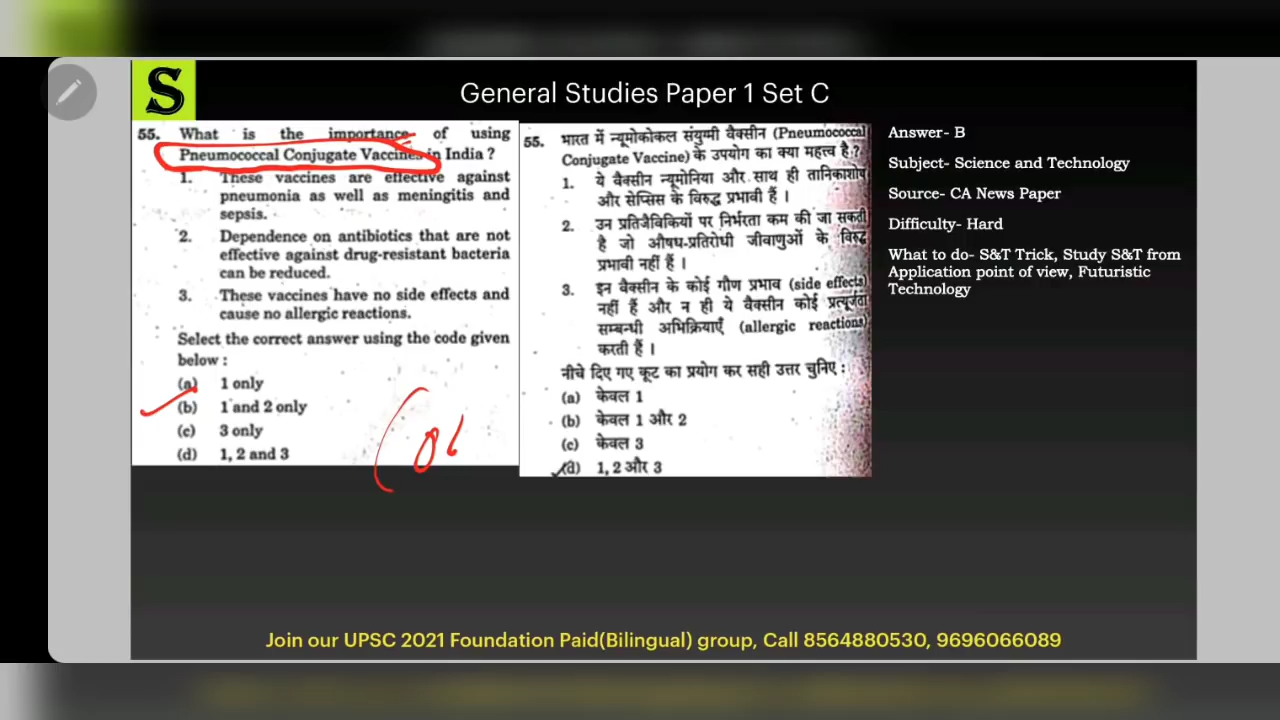 S
General Studies Paper 1 Set C
55. What is the importance of using
Pneumococcal Conjugate Vaccines in India ?
1. These vaccines are effective against
pneumonia as well as meningitis and
sepsis.
2. Dependence on antibiotics that are not
effective against drug-resistant bacteria
can be reduced.
3. These vaccines have no side effects and
cause no allergic reactions.
Select the correct answer using the code given
below :
(a) 1 only
(b) 1 and 2 only
(c) 3 only
(d) 1, 2 and 3
55. भारत में न्यूमोकोकल संयुग्मी वैक्सीन (Pneumococcal
Conjugate Vaccine) के उपयोग का क्या महत्त्व है ?
1. ये वैक्सीन न्यूमोनिया और साथ ही तानिकाशोथ
और सेप्सिस के विरुद्ध प्रभावी हैं ।
2. उन प्रतिजैविकियों पर निर्भरता कम की जा सकती
है जो औषध-प्रतिरोधी जीवाणुओं के विरुद्ध
प्रभावी नहीं हैं ।
3. इन वैक्सीन के कोई गौण प्रभाव (side effects)
नहीं हैं और न ही ये वैक्सीन कोई प्रत्यूर्जता
सम्बन्धी अभिक्रियाएँ (allergic reactions)
करती हैं ।
नीचे दिए गए कूट का प्रयोग कर सही उत्तर चुनिए :
(a) केवल 1
(b) केवल 1 और 2
(c) केवल 3
(d) 1, 2 और 3
Answer- B
Subject- Science and Technology
Source- CA News Paper
Difficulty- Hard
What to do- S&T Trick, Study S&T from
Application point of view, Futuristic
Technology
Join our UPSC 2021 Foundation Paid(Bilingual) group, Call 8564880530, 9696066089